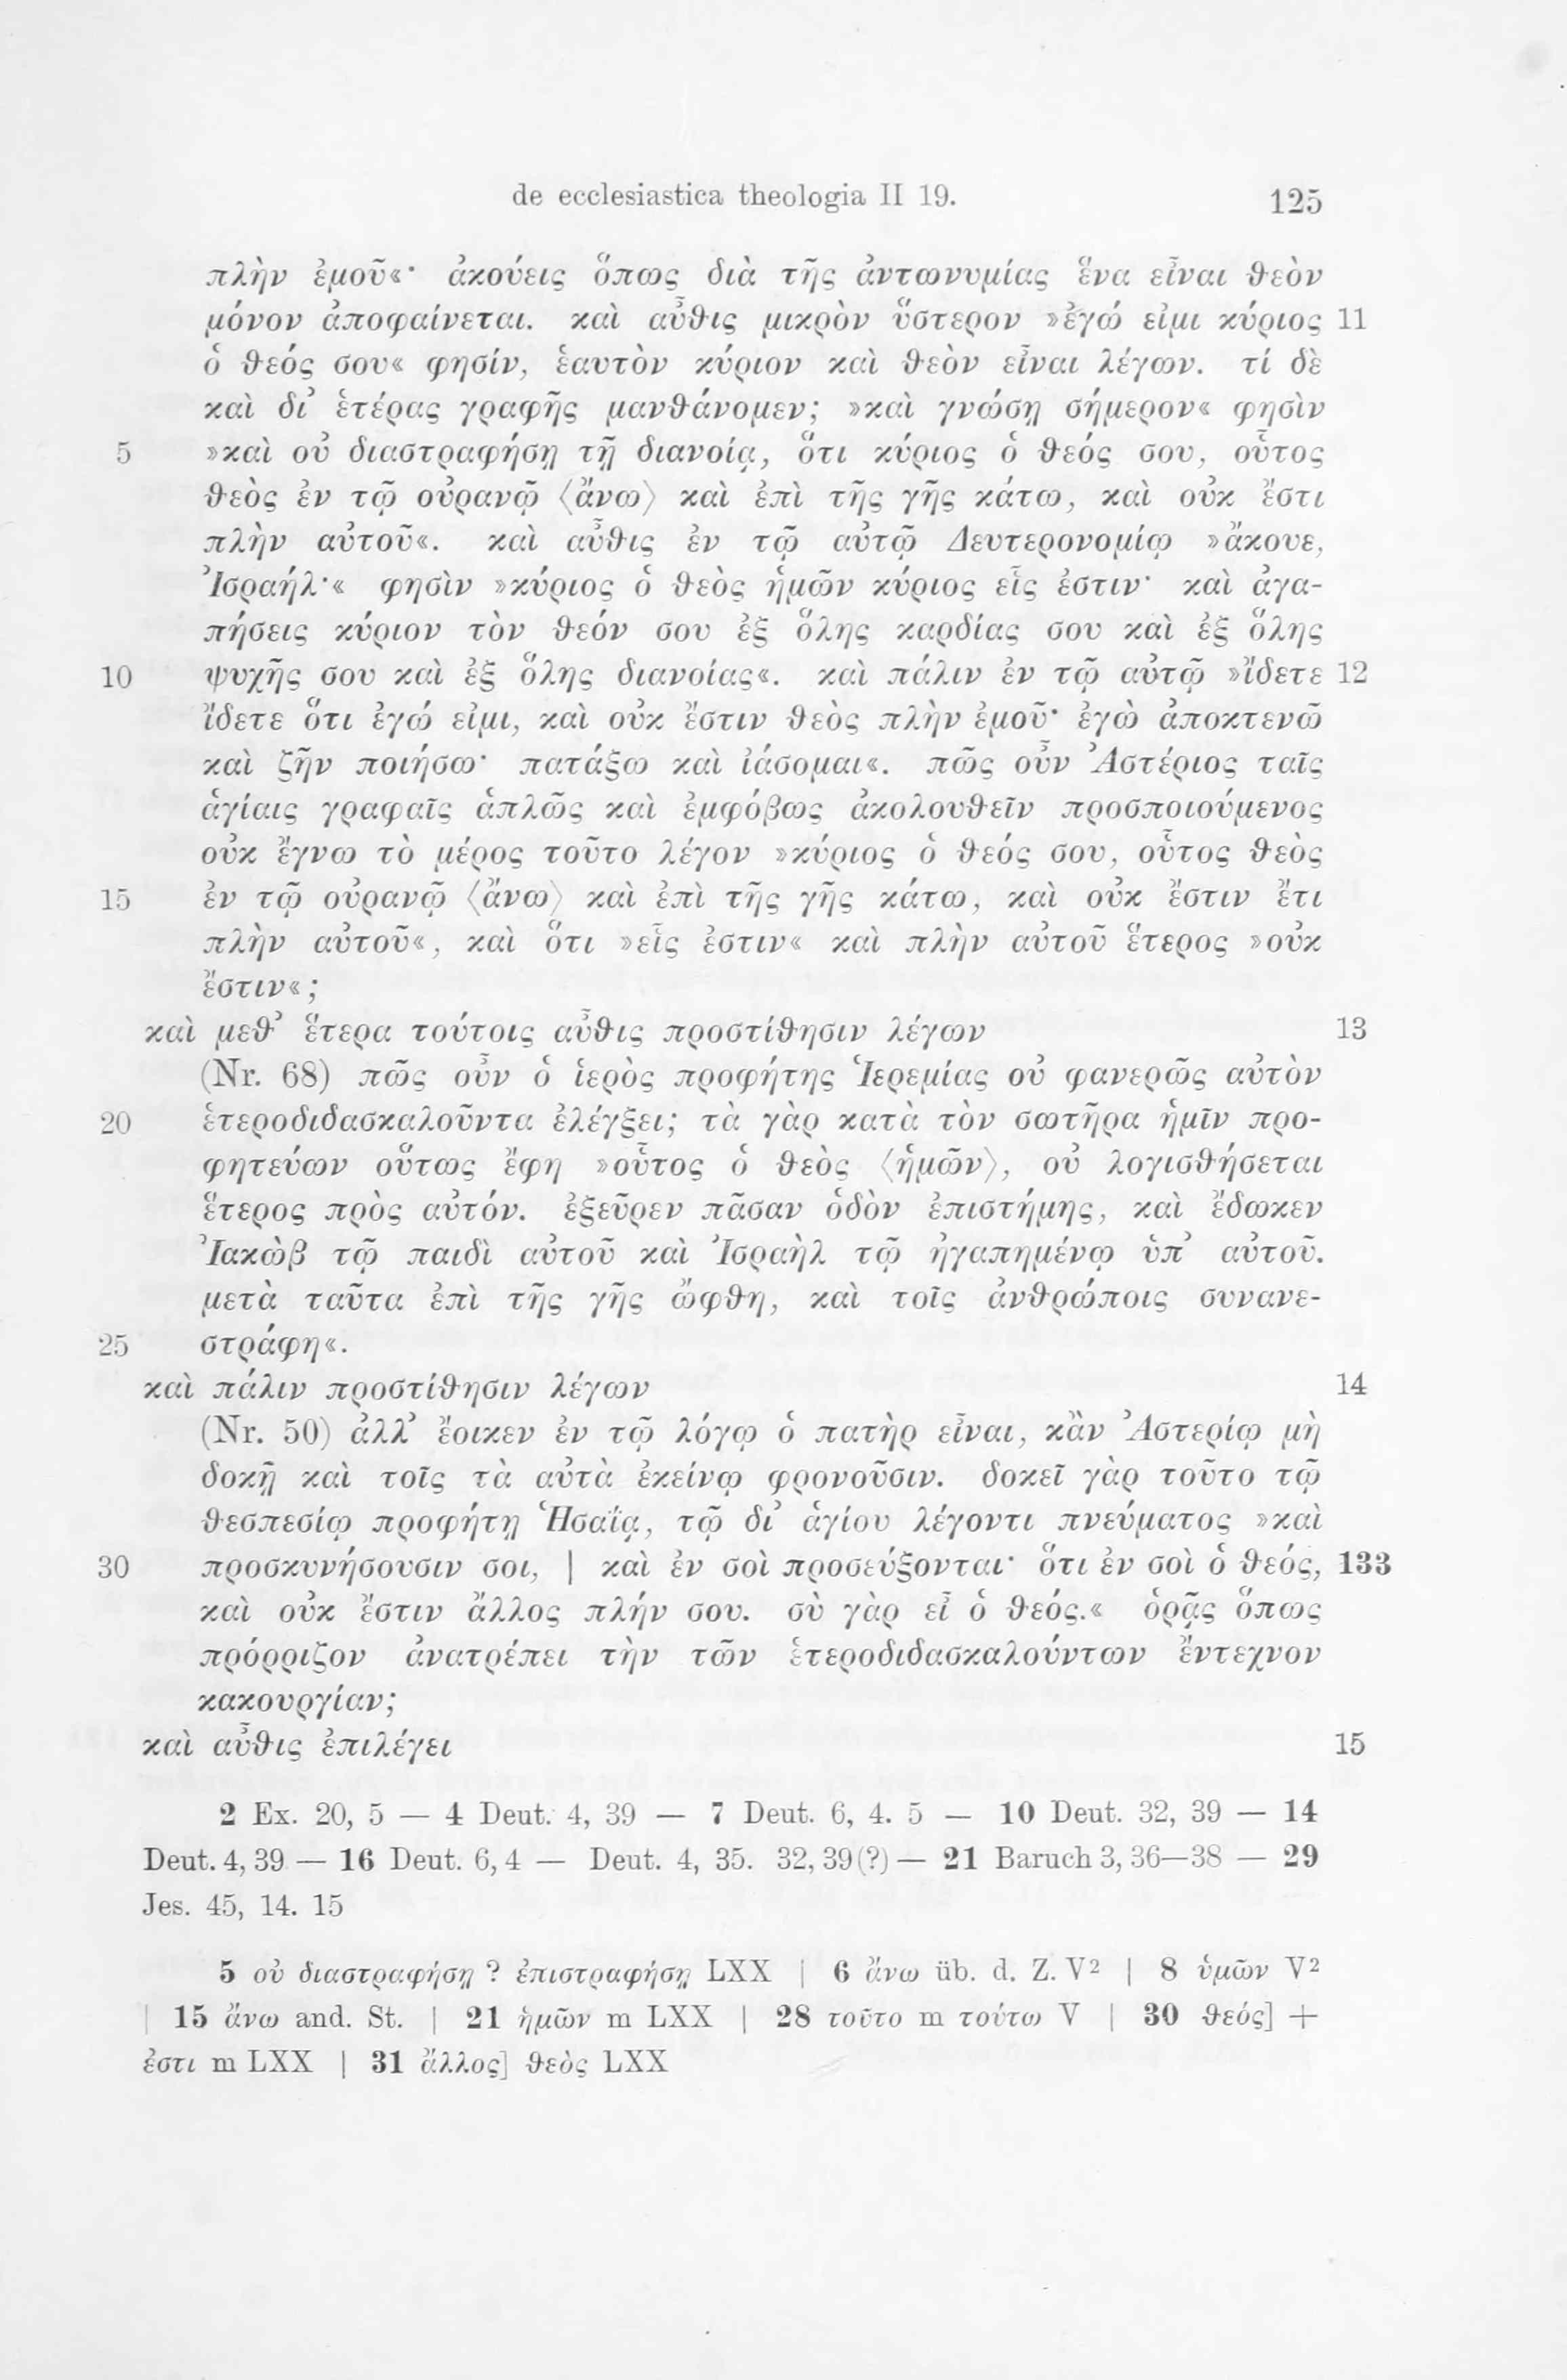 de ecclesiastica theologia II 19. 125
πλὴν ἐμοῦ«· ἀκούεις ὅπως διὰ τῆς ἀντωνυμίας ἕνα εἶναι θεὸν
μόνον ἀποφαίνεται. καὶ αὖθις μικρὸν ὕστερον »ἐγώ εἰμι κύριος 11
ὁ θεός σου« φησίν, ἑαυτὸν κύριον καὶ θεὸν εἶναι λέγων. τί δὲ
καὶ δι’ ἑτέρας γραφῆς μανθάνομεν; »καὶ γνώσῃ σήμερον« φησὶν
5 »καὶ οὐ διαστραφήσῃ τῇ διανοίᾳ, ὅτι κύριος ὁ θεός σου, οὗτος
θεὸς ἐν τῷ οὐρανῷ ⟨ἄνω⟩ καὶ ἐπὶ τῆς γῆς κάτω, καὶ οὐκ ἔστι
πλὴν αὐτοῦ«. καὶ αὖθις ἐν τῷ αὐτῷ Δευτερονομίῳ »ἄκουε,
Ἰσραήλ·« φησὶν »κύριος ὁ θεὸς ἡμῶν κύριος εἷς ἐστιν· καὶ ἀγα-
πήσεις κύριον τὸν θεόν σου ἐξ ὅλης καρδίας σου καὶ ἐξ ὅλης
10 ψυχῆς σου καὶ ἐξ ὅλης διανοίας«. καὶ πάλιν ἐν τῷ αὐτῷ »ἴδετε 12
ἴδετε ὅτι ἐγώ εἰμι, καὶ οὐκ ἔστιν θεὸς πλὴν ἐμοῦ· ἐγὼ ἀποκτενῶ
καὶ ζῆν ποιήσω· πατάξω καὶ ἰάσομαι«. πῶς οὖν Ἀστέριος ταῖς
ἁγίαις γραφαῖς ἁπλῶς καὶ ἐμφόβως ἀκολουθεῖν προσποιούμενος
οὐκ ἔγνω τὸ μέρος τοῦτο λέγον »κύριος ὁ θεός σου, οὗτος θεὸς
15 ἐν τῷ οὐρανῷ ⟨ἄνω⟩ καὶ ἐπὶ τῆς γῆς κάτω, καὶ οὐκ ἔστιν ἔτι
πλὴν αὐτοῦ«, καὶ ὅτι »εἷς ἐστιν« καὶ πλὴν αὐτοῦ ἕτερος »οὐκ
ἔστιν«;
καὶ μεθ’ ἕτερα τούτοις αὖθις προστίθησιν λέγων 13
(Nr. 68) πῶς οὖν ὁ ἱερὸς προφήτης Ἱερεμίας οὐ φανερῶς αὐτὸν
20 ἑτεροδιδασκαλοῦντα ἐλέγξει; τὰ γὰρ κατὰ τὸν σωτῆρα ἡμῖν προ-
φητεύων οὕτως ἔφη »οὗτος ὁ θεὸς ⟨ἡμῶν⟩, οὐ λογισθήσεται
ἕτερος πρὸς αὐτόν. ἐξεῦρεν πᾶσαν ὁδὸν ἐπιστήμης, καὶ ἔδωκεν
Ἰακὼβ τῷ παιδὶ αὐτοῦ καὶ Ἰσραὴλ τῷ ἠγαπημένῳ ὑπ’ αὐτοῦ.
μετὰ ταῦτα ἐπὶ τῆς γῆς ὤφθη, καὶ τοῖς ἀνθρώποις συνανε-
25 στράφη«.
καὶ πάλιν προστίθησιν λέγων 14
(Nr. 50) ἀλλ’ ἔοικεν ἐν τῷ λόγῳ ὁ πατὴρ εἶναι, κἂν Ἀστερίῳ μὴ
δοκῇ καὶ τοῖς τὰ αὐτὰ ἐκείνῳ φρονοῦσιν. δοκεῖ γὰρ τοῦτο τῷ
θεσπεσίῳ προφήτῃ Ἡσαΐᾳ, τῷ δι’ ἁγίου λέγοντι πνεύματος »καὶ
30 προσκυνήσουσιν σοι, | καὶ ἐν σοὶ προσεύξονται· ὅτι ἐν σοὶ ὁ θεός, 133
καὶ οὐκ ἔστιν ἄλλος πλήν σου. σὺ γὰρ εἶ ὁ θεός.« ὁρᾷς ὅπως
πρόρριζον ἀνατρέπει τὴν τῶν ἑτεροδιδασκαλούντων ἔντεχνον
κακουργίαν;
καὶ αὖθις ἐπιλέγει 15
2 Ex. 20, 5 — 4 Deut. 4, 39 — 7 Deut. 6, 4. 5 — 10 Deut. 32, 39 — 14
Deut. 4, 39 — 16 Deut. 6, 4 — Deut. 4, 35. 32, 39(?) — 21 Baruch 3, 36—38 — 29
Jes. 45, 14. 15
5 οὐ διαστραφήσῃ ? ἐπιστραφήσῃ LXX | 6 ἄνω üb. d. Z. V2 | 8 ὑμῶν V2
| 15 ἄνω and. St. | 21 ἡμῶν m LXX | 28 τοῦτο m τούτω V | 30 θεός] +
ἐστι m LXX | 31 ἄλλος] θεὸς LXX